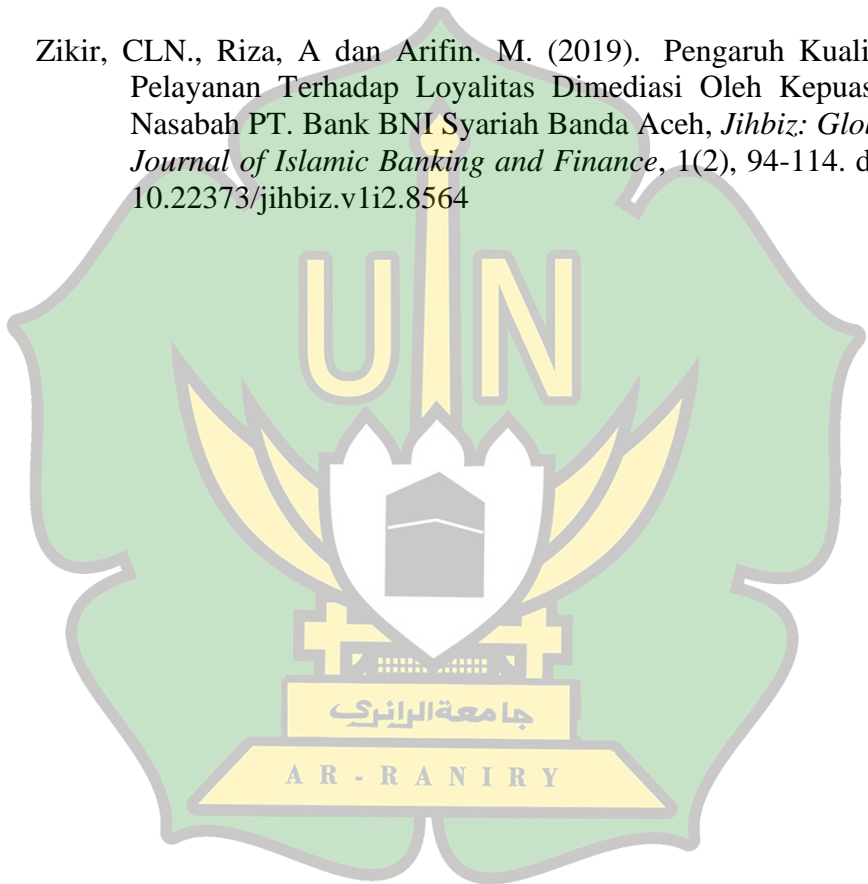 Zikir, CLN., Riza, A dan Arifin. M. (2019). Pengaruh Kuali
Pelayanan Terhadap Loyalitas Dimediasi Oleh Kepuas
Nasabah PT. Bank BNI Syariah Banda Aceh, Jihbiz: Glo
Journal of Islamic Banking and Finance, 1(2), 94-114. d
10.22373/jihbiz.v1i2.8564
UIN
جامعة الرانري
AR-RANIRY